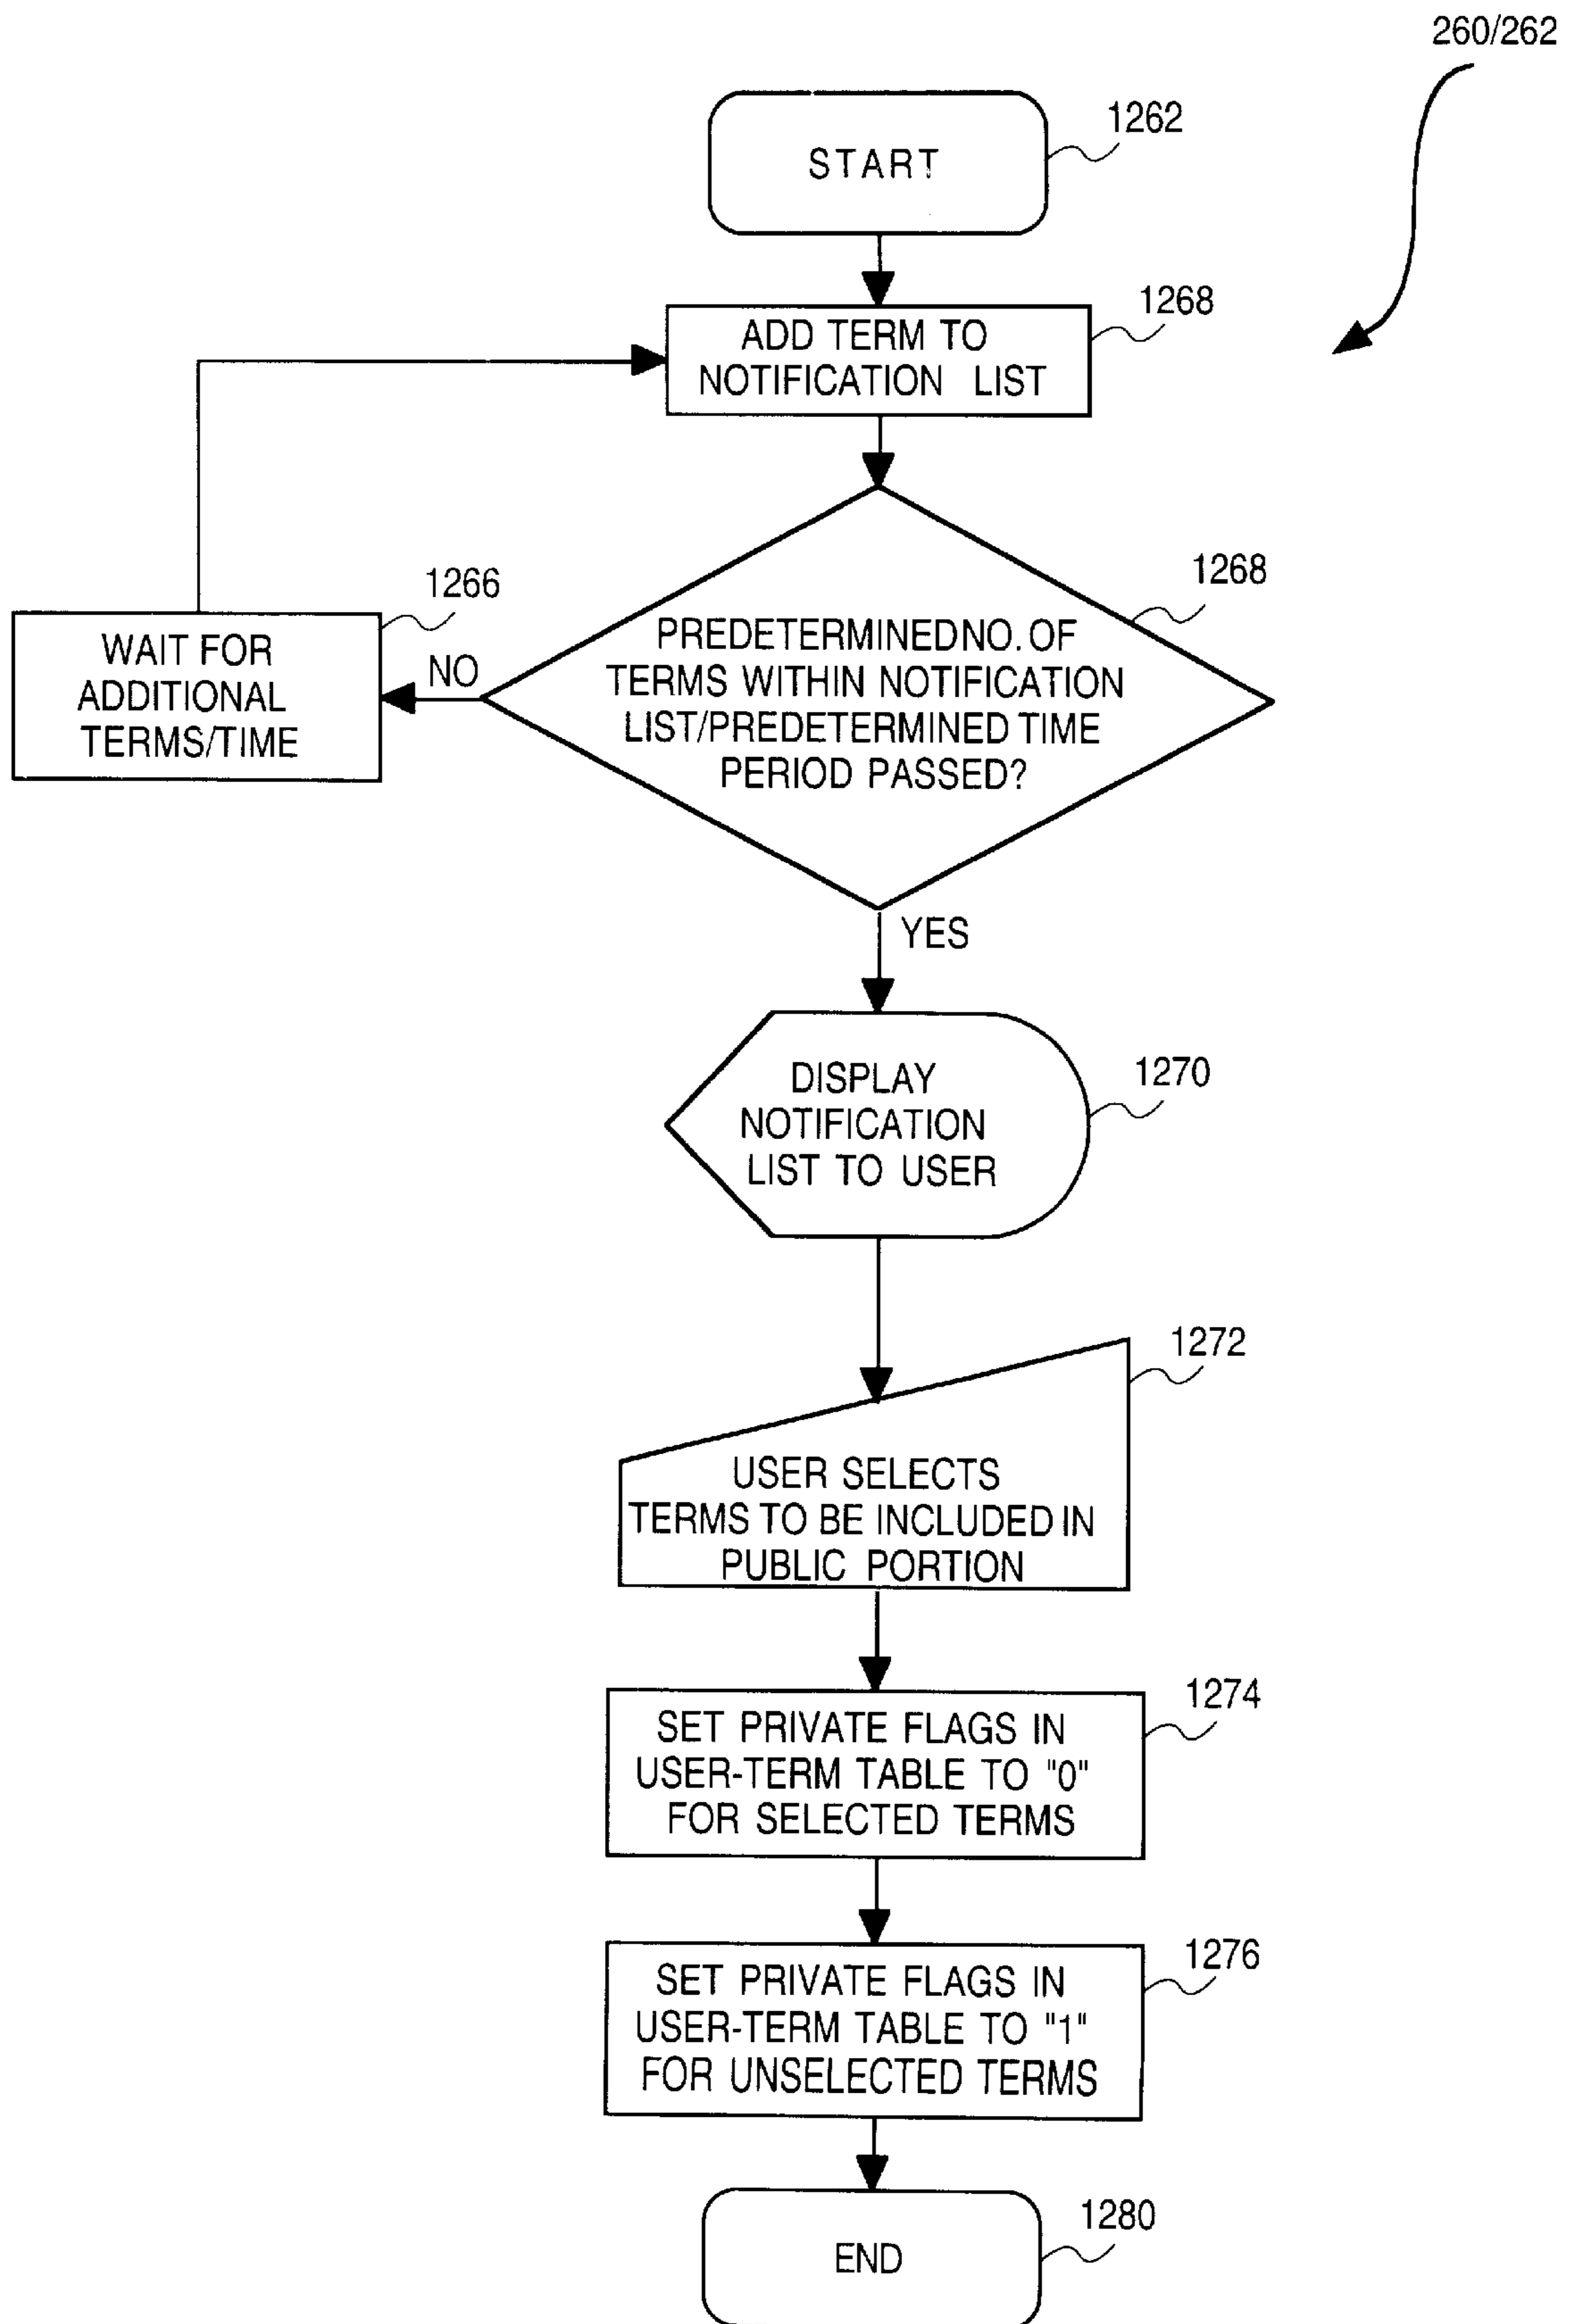 260/262
1262
START
1268
ADD TERM TO
NOTIFICATION LIST
1268
PREDETERMINED NO. OF
TERMS WITHIN NOTIFICATION
LIST/PREDETERMINED TIME
PERIOD PASSED?
1266
WAIT FOR
ADDITIONAL
TERMS/TIME
NO
YES
1270
DISPLAY
NOTIFICATION
LIST TO USER
1272
USER SELECTS
TERMS TO BE INCLUDED IN
PUBLIC PORTION
1274
SET PRIVATE FLAGS IN
USER-TERM TABLE TO "0"
FOR SELECTED TERMS
1276
SET PRIVATE FLAGS IN
USER-TERM TABLE TO "1"
FOR UNSELECTED TERMS
1280
END